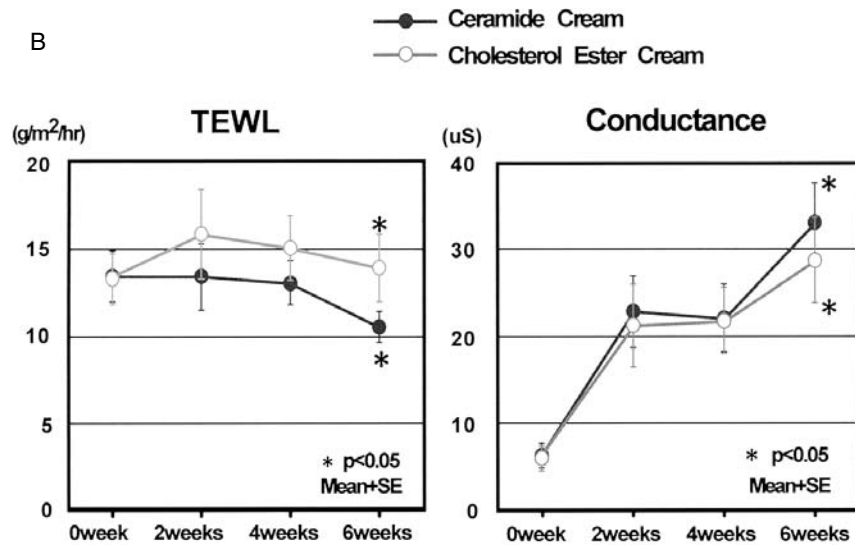 B
Ceramide Cream
Cholesterol Ester Cream
TEWL
(g/m²/hr)
20
15
10
5
0
* 
*
* p<0.05
Mean+SE
0week 2weeks 4weeks 6weeks
Conductance
(uS)
40
30
20
10
0
*
*
* p<0.05
Mean+SE
0week 2weeks 4weeks 6weeks